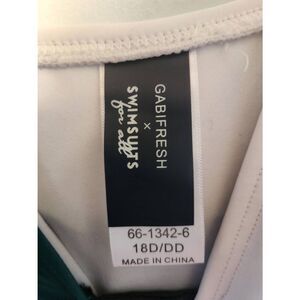 GABIFRESH
x
SWIMSUITS
for all
66-1342-6
18D/DD
MADE IN CHINA